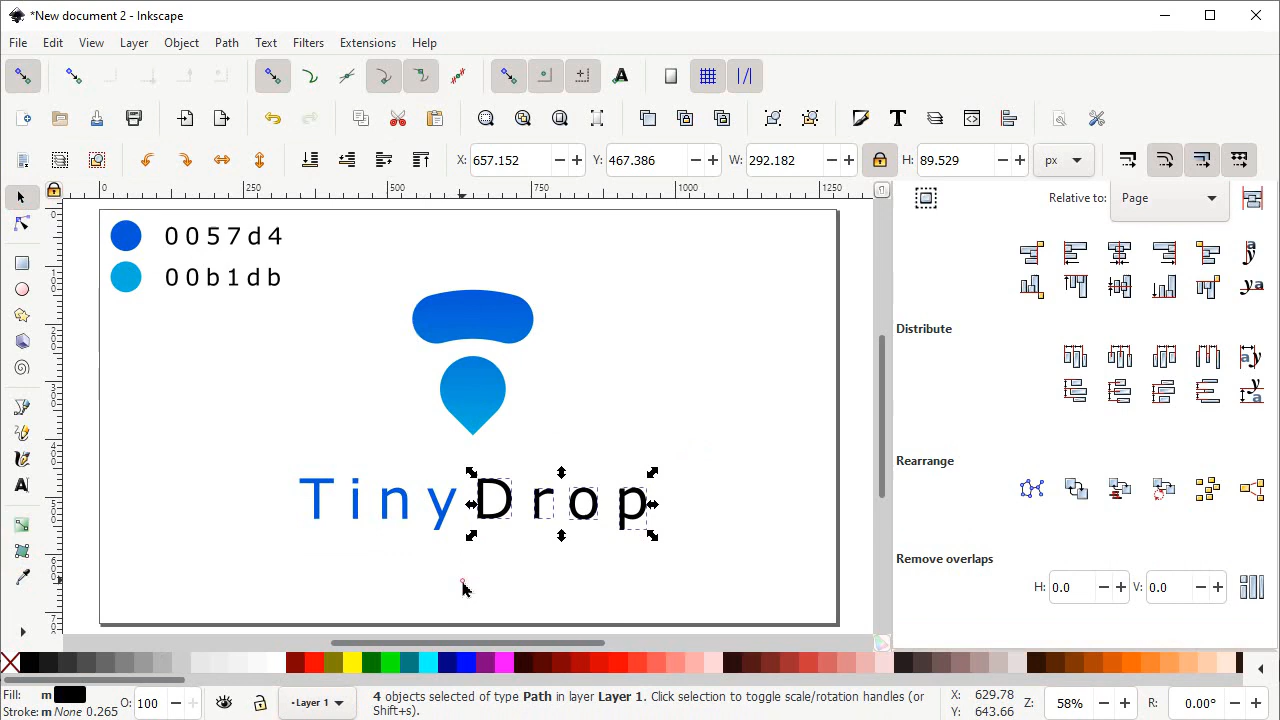 *New document 2 - Inkscape
File Edit View Layer Object Path Text Filters Extensions Help
X: 657.152 Y: 467.386 W: 292.182 H: 89.529 px
0 250 500 750 1000 1250
Relative to: Page
0057d4
00b1db
Distribute
Rearrange
TinyDrop
Remove overlaps
H: 0.0 V: 0.0
Fill: m O: 100 Layer 1 4 objects selected of type Path in layer Layer 1. Click selection to toggle scale/rotation handles (or Shift+s). X: 629.78 Z: 58% R: 0.00°
Stroke: m None 0.265 Y: 643.66